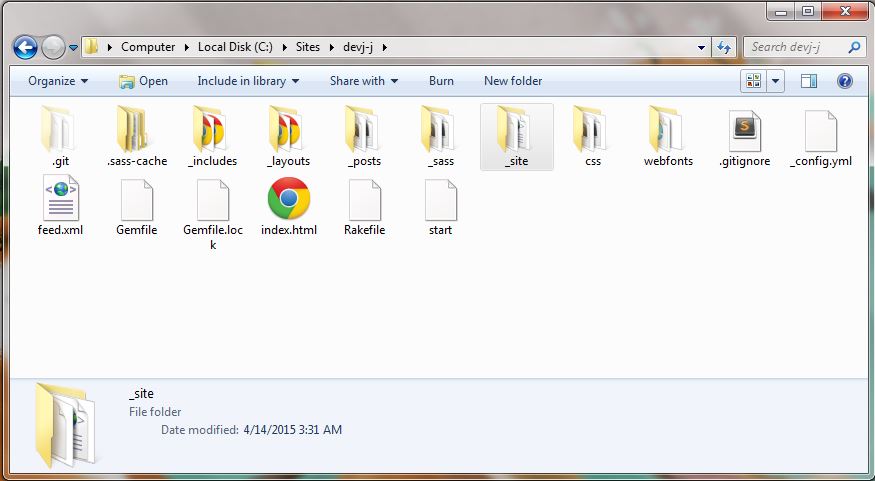 Computer Local Disk (C:) Sites devj-j Search devj-j
Organize Open Include in library Share with Burn New folder
.git .sass-cache _includes _layouts _posts _sass _site css webfonts .gitignore _config.yml
feed.xml Gemfile Gemfile.loc index.html Rakefile start
k
_site
File folder
Date modified: 4/14/2015 3:31 AM